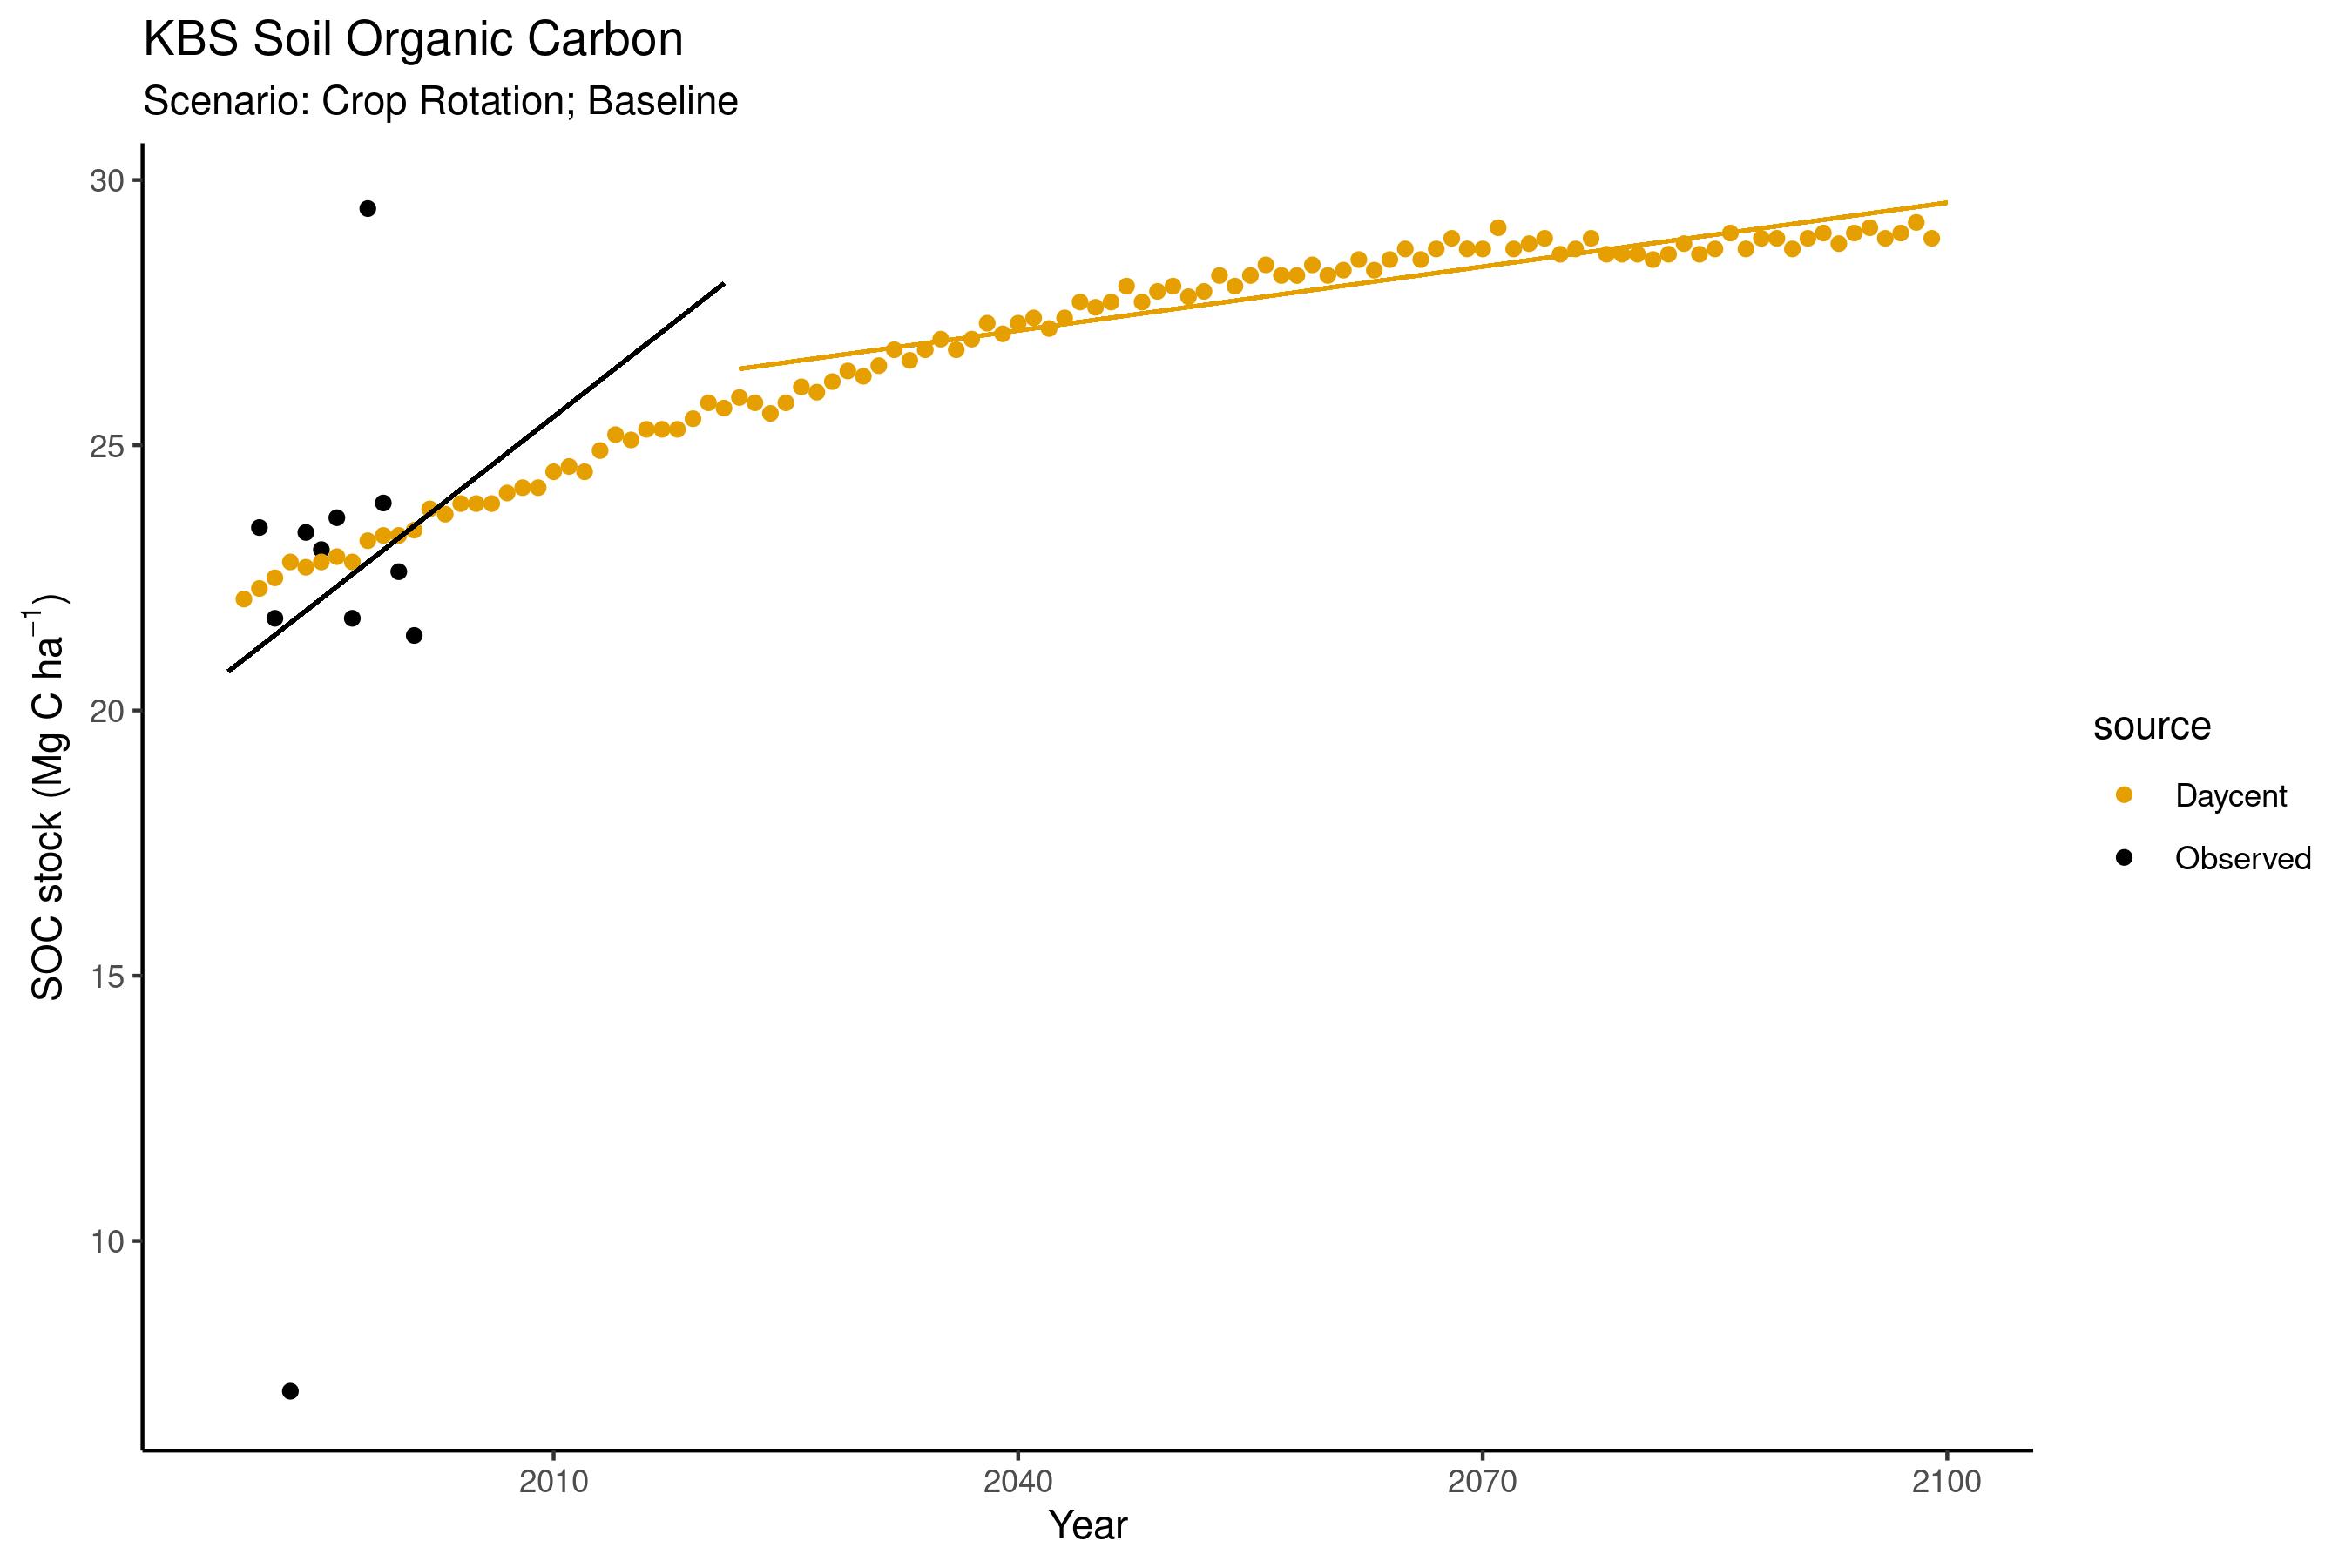 KBS Soil Organic Carbon
Scenario: Crop Rotation; Baseline
SOC stock (Mg C ha⁻¹)
30
25
20
15
10
2010
2040
2070
2100
Year
source
Daycent
Observed